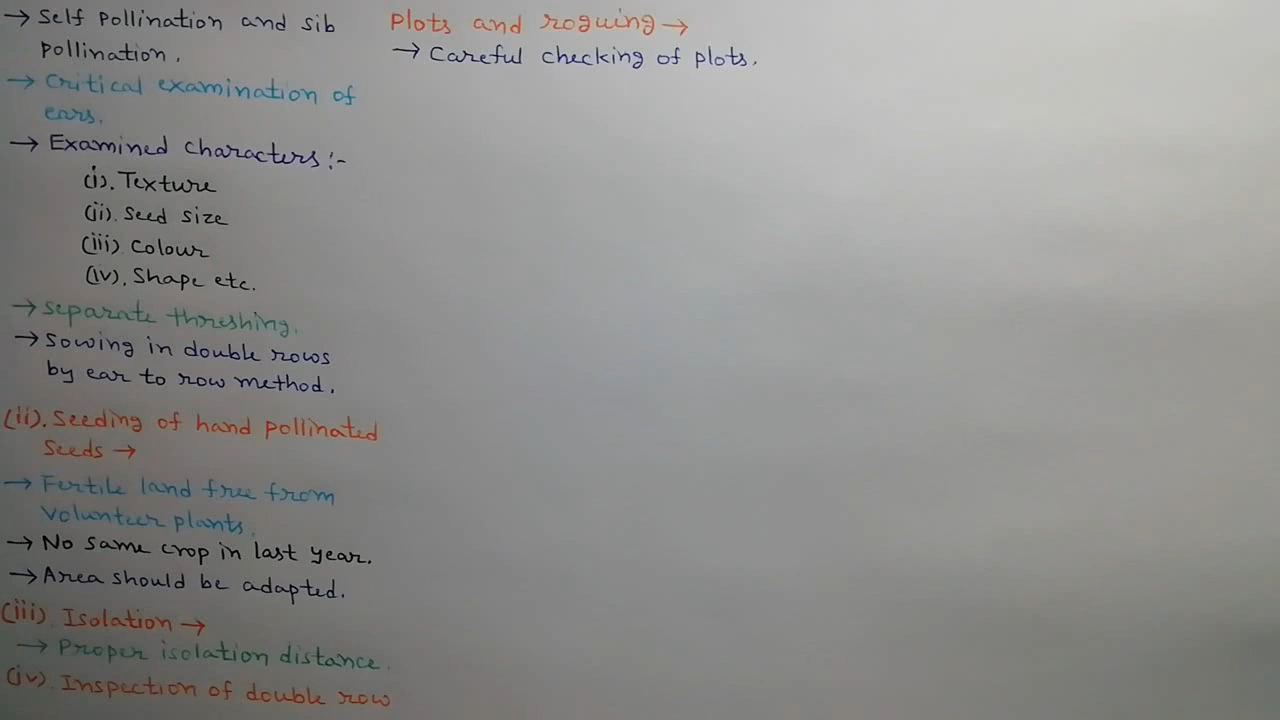 → Self Pollination and sib
pollination.
→ Critical examination of
ears.
→ Examined characters:-
(i). Texture
(ii). Seed size
(iii). Colour
(iv). Shape etc.
→ Separate threshing.
→ Sowing in double rows
by ear to row method.
(ii). Seeding of hand pollinated
Seeds →
→ Fertile land free from
volunteer plants.
→ No same crop in last year.
→ Area should be adapted.
(iii). Isolation →
→ Proper isolation distance.
(iv). Inspection of double row
Plots and roguing →
→ Careful checking of plots.